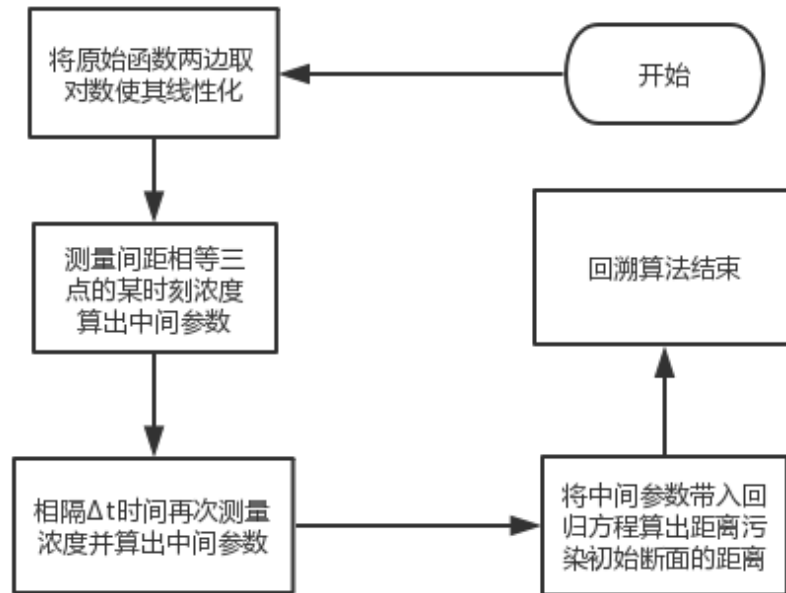 开始
将原始函数两边取
对数使其线性化
测量间距相等三
点的某时刻浓度
算出中间参数
相隔Δt时间再次测量
浓度并算出中间参数
将中间参数带入回
归方程算出距离污
染初始断面的距离
回溯算法结束